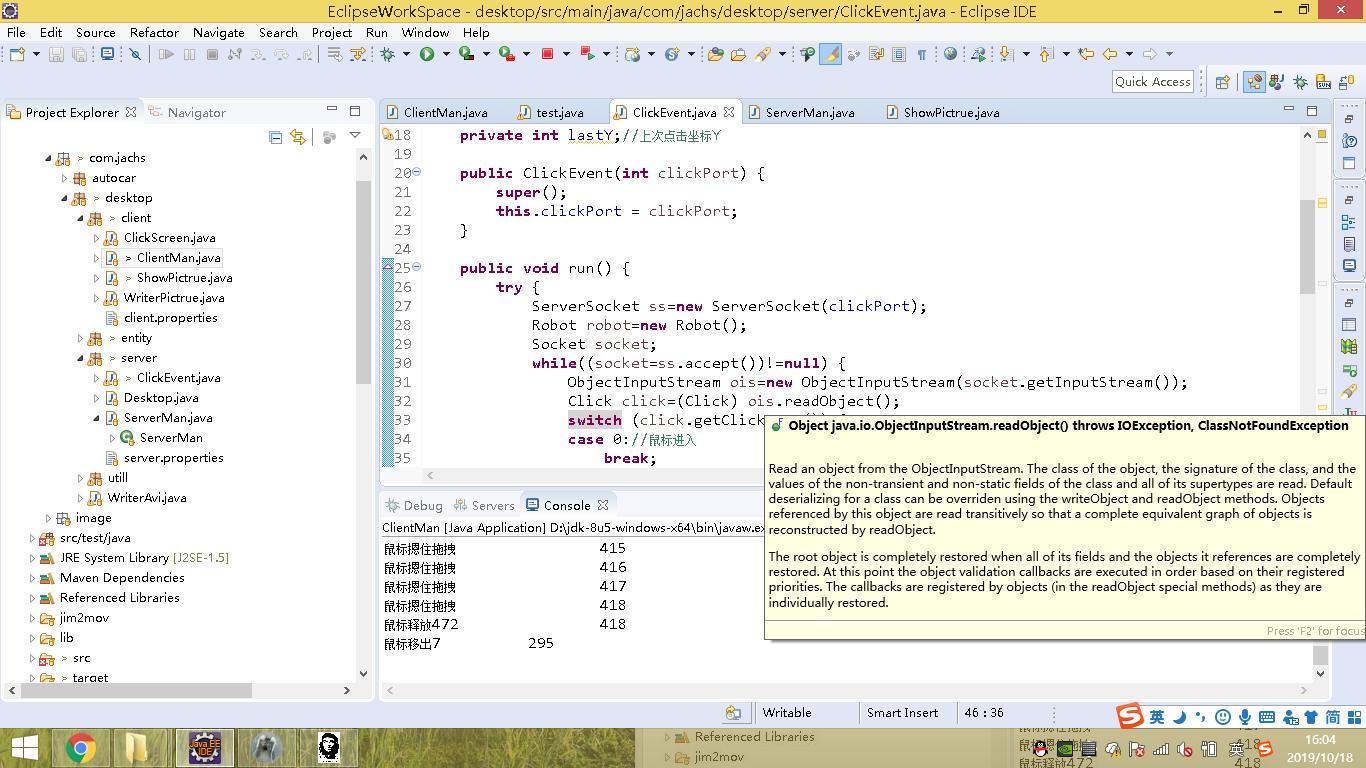 EclipseWorkSpace - desktop/src/main/java/com/jachs/desktop/server/ClickEvent.java - Eclipse IDE
File Edit Source Refactor Navigate Search Project Run Window Help
Quick Access
Project Explorer Navigator
> com.jachs
autocar
> desktop
> client
ClickScreen.java
> ClientMan.java
> ShowPictrue.java
WriterPictrue.java
client.properties
> entity
> server
> ClickEvent.java
Desktop.java
ServerMan.java
ServerMan
server.properties
utill
WriterAvi.java
image
src/test/java
JRE System Library [J2SE-1.5]
Maven Dependencies
Referenced Libraries
jim2mov
lib
> src
> target
ClientMan.java test.java ClickEvent.java ServerMan.java ShowPictrue.java
18 private int lastY;//上次点击坐标Y
19
20 public ClickEvent(int clickPort) {
21 super();
22 this.clickPort = clickPort;
23 }
24
25 public void run() {
26 try {
27 ServerSocket ss=new ServerSocket(clickPort);
28 Robot robot=new Robot();
29 Socket socket;
30 while((socket=ss.accept())!=null) {
31 ObjectInputStream ois=new ObjectInputStream(socket.getInputStream());
32 Click click=(Click) ois.readObject();
33 switch (click.getClick
34 case 0://鼠标进入
35 break;
Object java.io.ObjectInputStream.readObject() throws IOException, ClassNotFoundException
Read an object from the ObjectInputStream. The class of the object, the signature of the class, and the
values of the non-transient and non-static fields of the class and all of its supertypes are read. Default
deserializing for a class can be overriden using the writeObject and readObject methods. Objects
referenced by this object are read transitively so that a complete equivalent graph of objects is
reconstructed by readObject.
The root object is completely restored when all of its fields and the objects it references are completely
restored. At this point the object validation callbacks are executed in order based on their registered
priorities. The callbacks are registered by objects (in the readObject special methods) as they are
individually restored.
Press 'F2' for focus
Debug Servers Console
ClientMan [Java Application] D:\jdk-8u5-windows-x64\bin\javaw.ex
鼠标摁住拖拽 415
鼠标摁住拖拽 416
鼠标摁住拖拽 417
鼠标摁住拖拽 418
鼠标释放472 418
鼠标移出7 295
Writable Smart Insert 46 : 36
英 简
Java EE
IDE
Referenced Libraries
jim2mov
鼠标释放472 418
英
16:04
2019/10/18